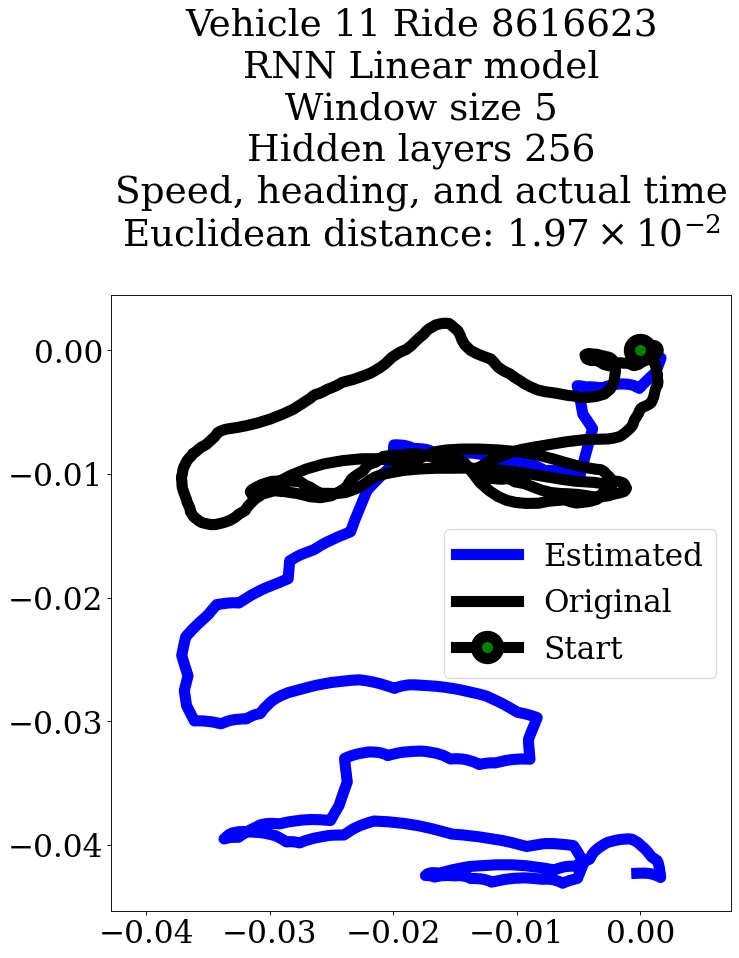 Vehicle 11 Ride 8616623
RNN Linear model
Window size 5
Hidden layers 256
Speed, heading, and actual time
Euclidean distance: 1.97 × 10⁻²
0.00
−0.01
−0.02
−0.03
−0.04
Estimated
Original
Start
−0.04 −0.03 −0.02 −0.01 0.00